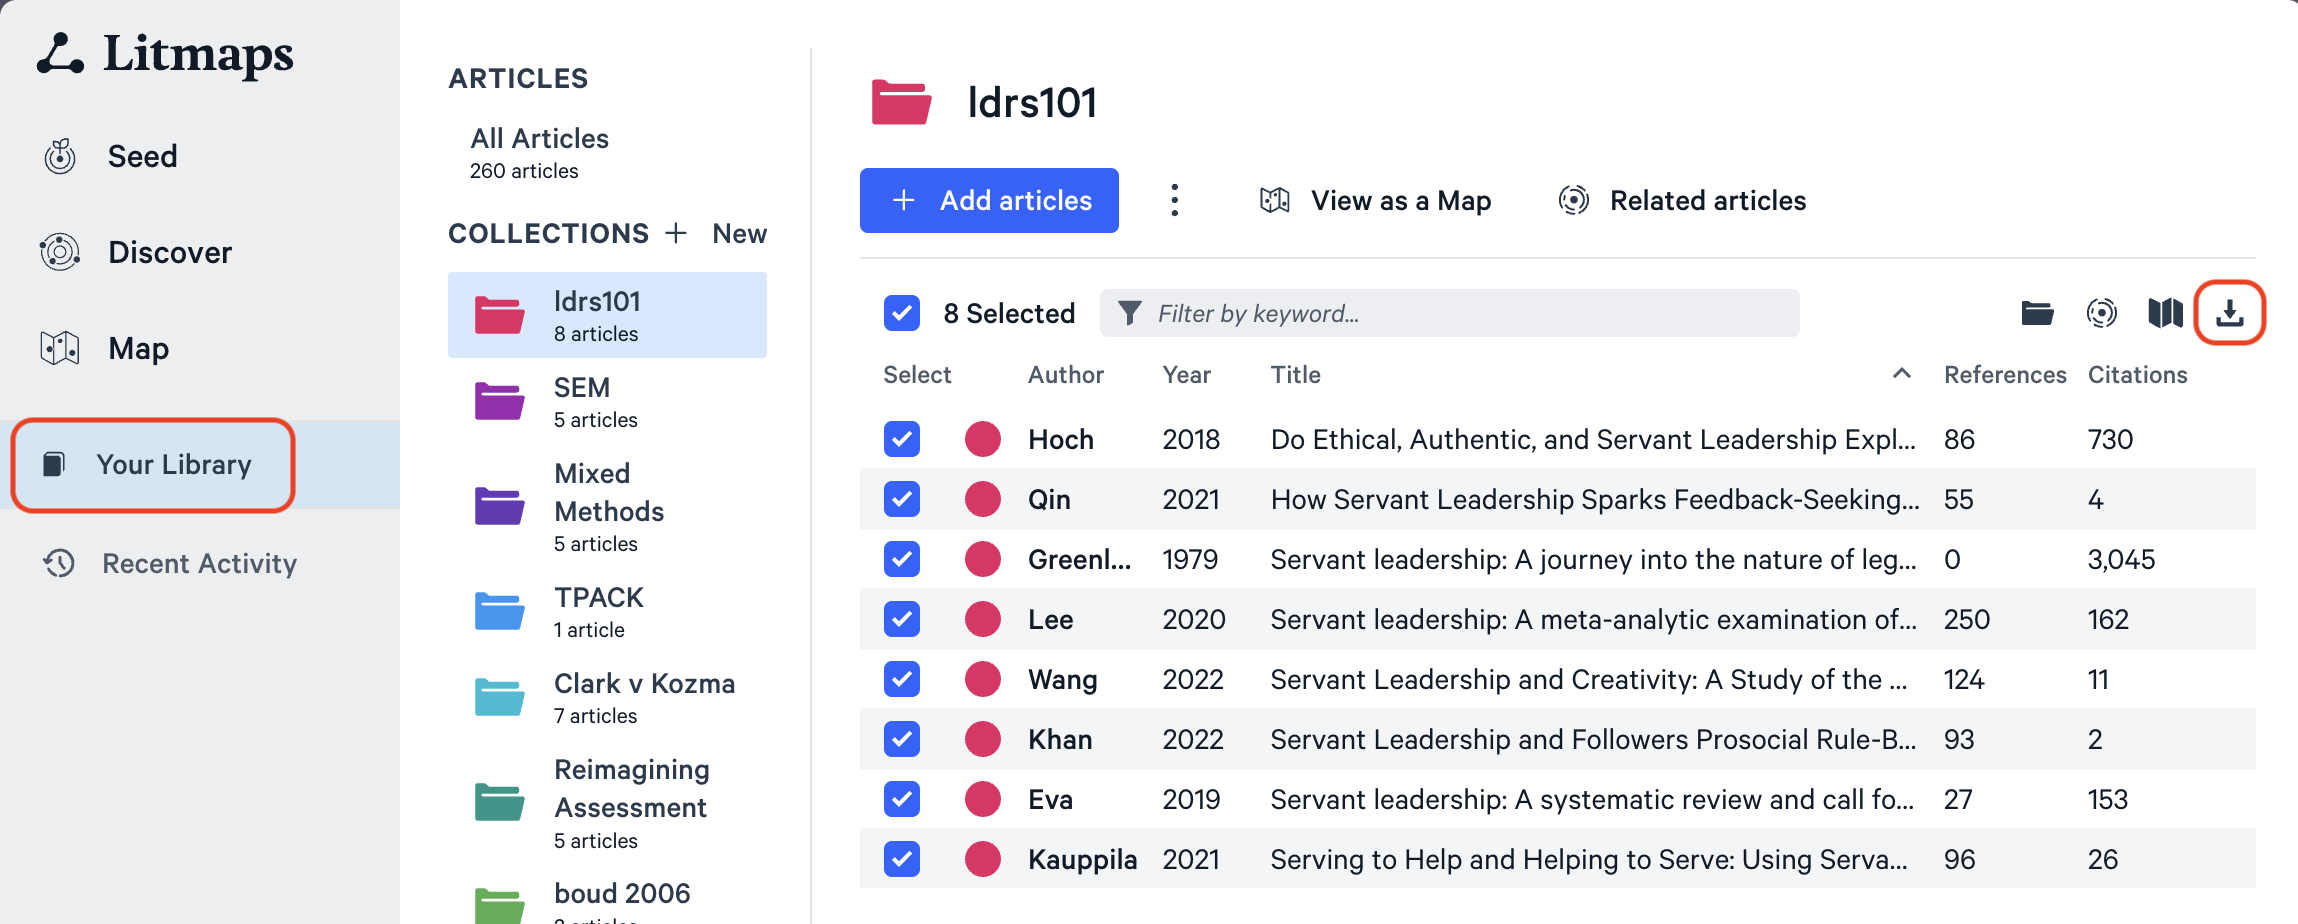 Litmaps
Seed
Discover
Map
Your Library
Recent Activity
ARTICLES
All Articles
260 articles
COLLECTIONS + New
ldrs101
8 articles
SEM
5 articles
Mixed
Methods
5 articles
TPACK
1 article
Clark v Kozma
7 articles
Reimagining
Assessment
5 articles
boud 2006
ldrs101
+ Add articles
View as a Map
Related articles
8 Selected
Filter by keyword...
Select Author Year Title References Citations
Hoch 2018 Do Ethical, Authentic, and Servant Leadership Expl... 86 730
Qin 2021 How Servant Leadership Sparks Feedback-Seeking... 55 4
Greenl... 1979 Servant leadership: A journey into the nature of leg... 0 3,045
Lee 2020 Servant leadership: A meta-analytic examination of... 250 162
Wang 2022 Servant Leadership and Creativity: A Study of the ... 124 11
Khan 2022 Servant Leadership and Followers Prosocial Rule-B... 93 2
Eva 2019 Servant leadership: A systematic review and call fo... 27 153
Kauppila 2021 Serving to Help and Helping to Serve: Using Serva... 96 26